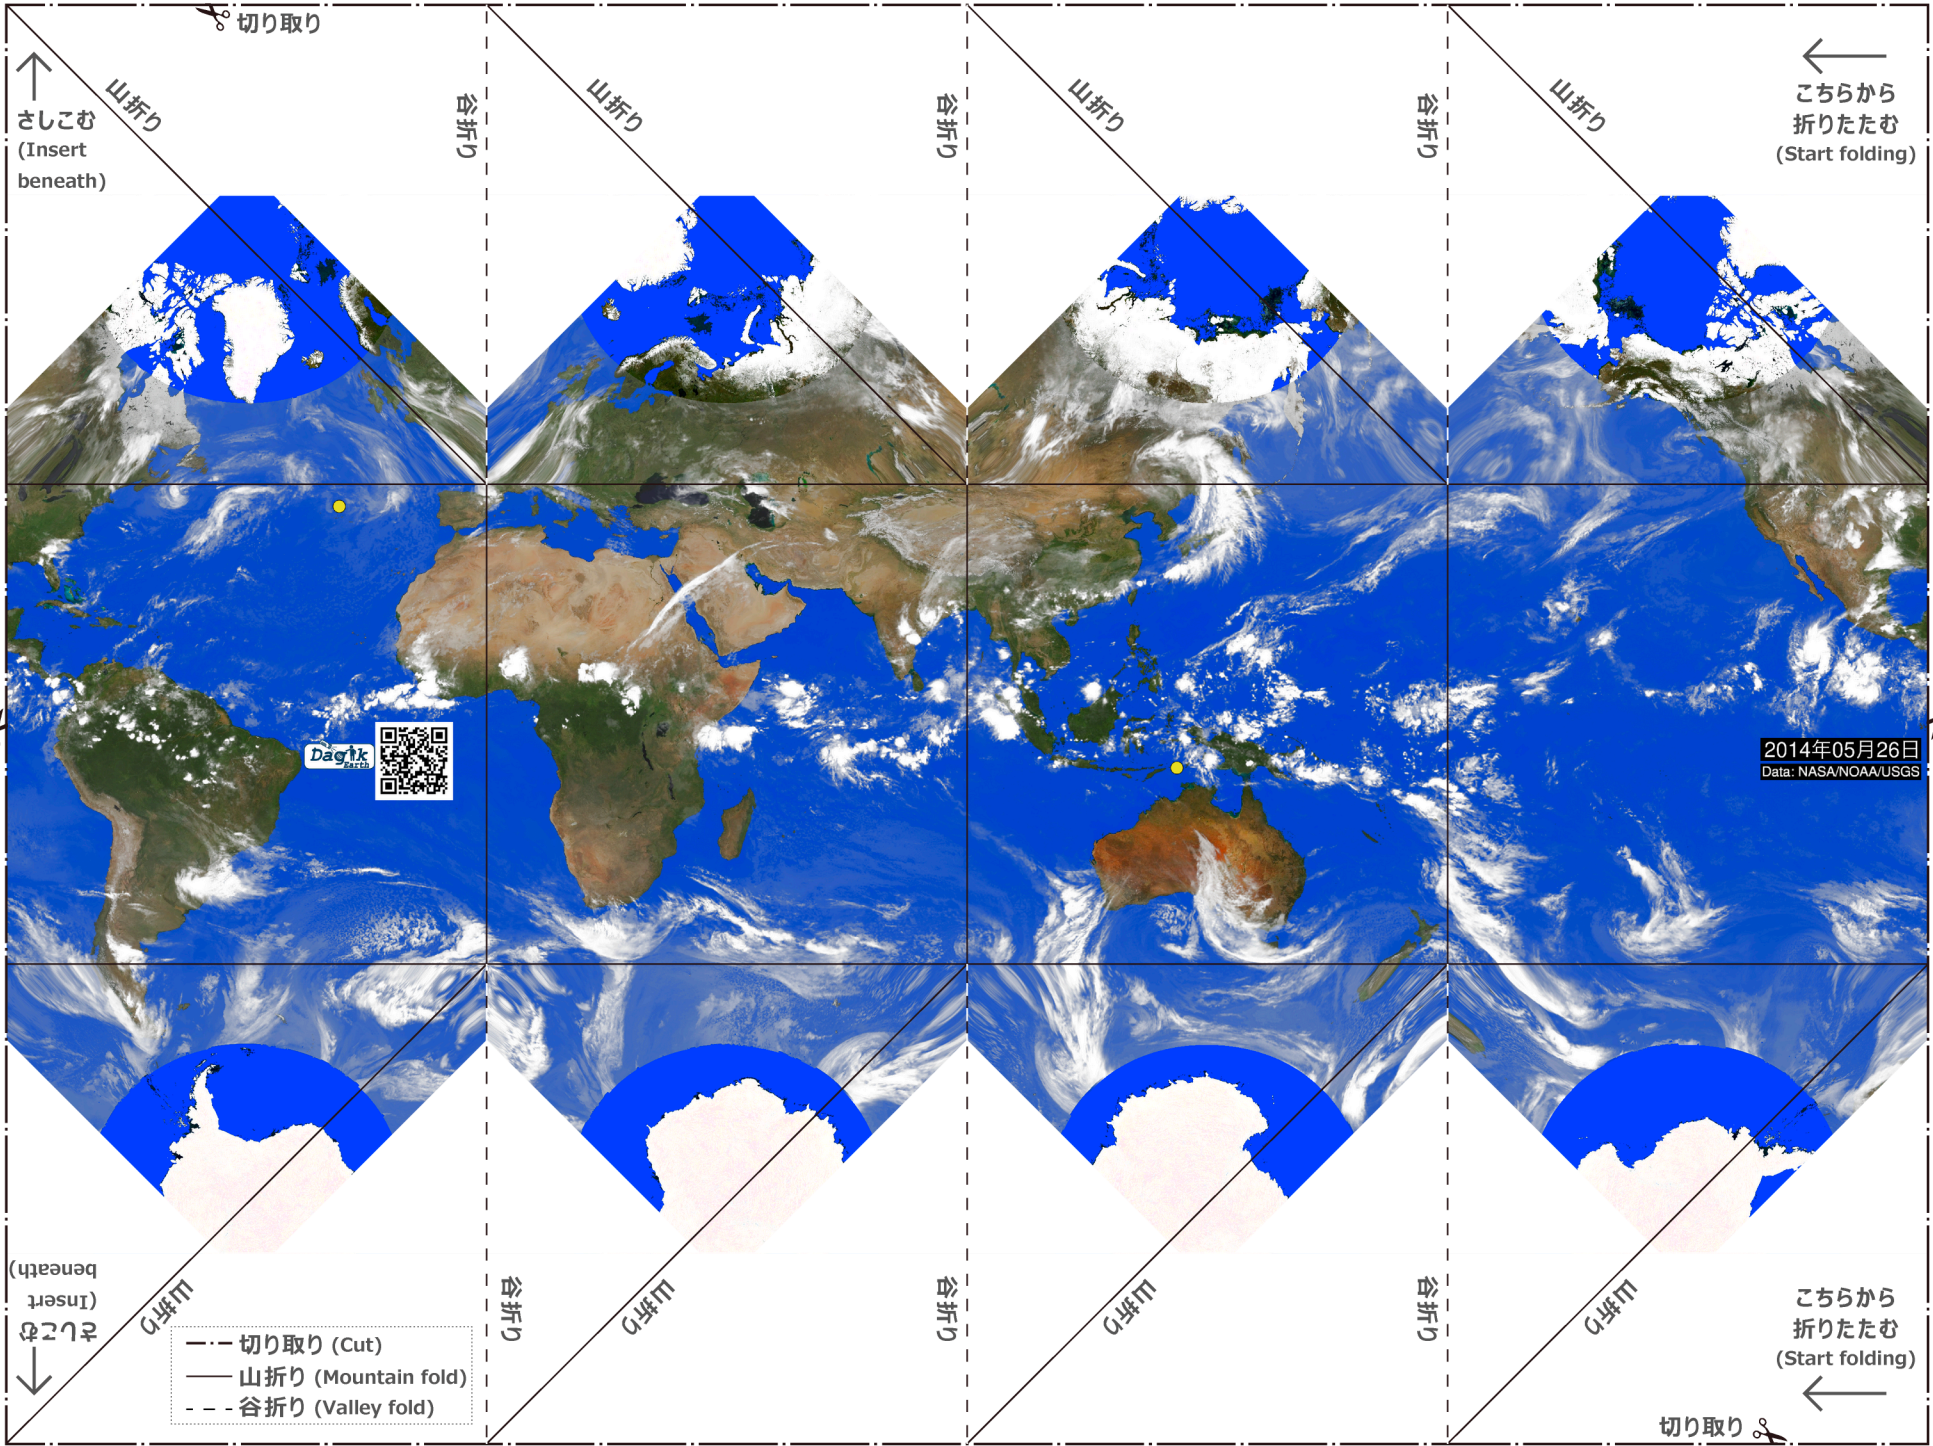 切り取り
山折り
谷折り
山折り
谷折り
山折り
谷折り
山折り
さしこむ
(Insert
beneath)
こちらから
折りたたむ
(Start folding)
Dagik
Earth
2014年05月26日
Data: NASA/NOAA/USGS
さしこむ
(Insert
beneath)
山折り
谷折り
山折り
谷折り
山折り
谷折り
山折り
切り取り (Cut)
山折り (Mountain fold)
谷折り (Valley fold)
こちらから
折りたたむ
(Start folding)
切り取り